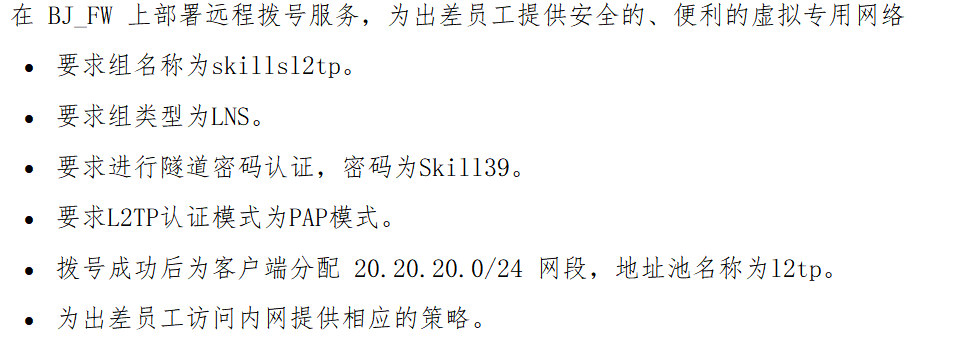 在 BJ_FW 上部署远程拨号服务，为出差员工提供安全的、便利的虚拟专用网络
• 要求组名称为skillsl2tp。
• 要求组类型为LNS。
• 要求进行隧道密码认证，密码为Skill39。
• 要求L2TP认证模式为PAP模式。
• 拨号成功后为客户端分配 20.20.20.0/24 网段，地址池名称为l2tp。
• 为出差员工访问内网提供相应的策略。